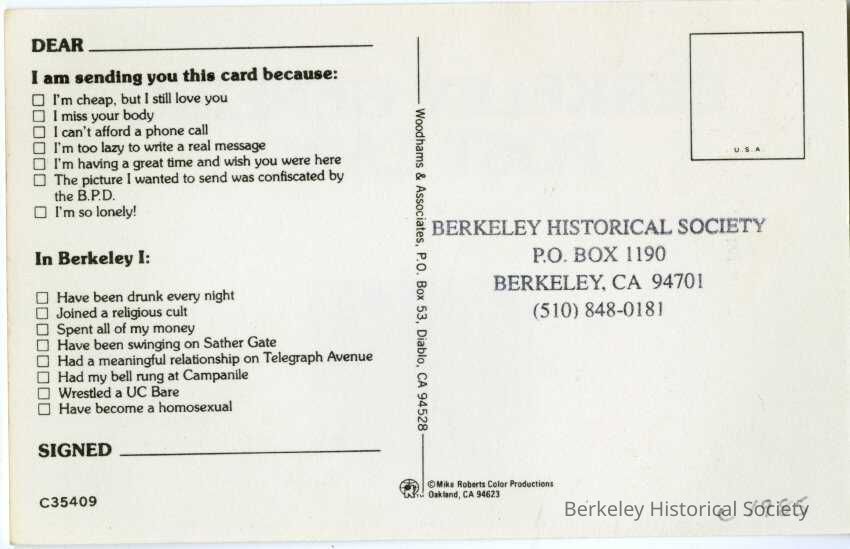 DEAR
I am sending you this card because:
I'm cheap, but I still love you
I miss your body
I can't afford a phone call
I'm too lazy to write a real message
I'm having a great time and wish you were here
The picture I wanted to send was confiscated by
the B.P.D.
I'm so lonely!
In Berkeley I:
Have been drunk every night
Joined a religious cult
Spent all of my money
Have been swinging on Sather Gate
Had a meaningful relationship on Telegraph Avenue
Had my bell rung at Campanile
Wrestled a UC Bare
Have become a homosexual
SIGNED
C35409
Woodhams & Associates, P.O. Box 53, Diablo, CA 94528
©Mike Roberts Color Productions
Oakland, CA 94623
U.S.A.
BERKELEY HISTORICAL SOCIETY
P.O. BOX 1190
BERKELEY, CA 94701
(510) 848-0181
Berkeley Historical Society